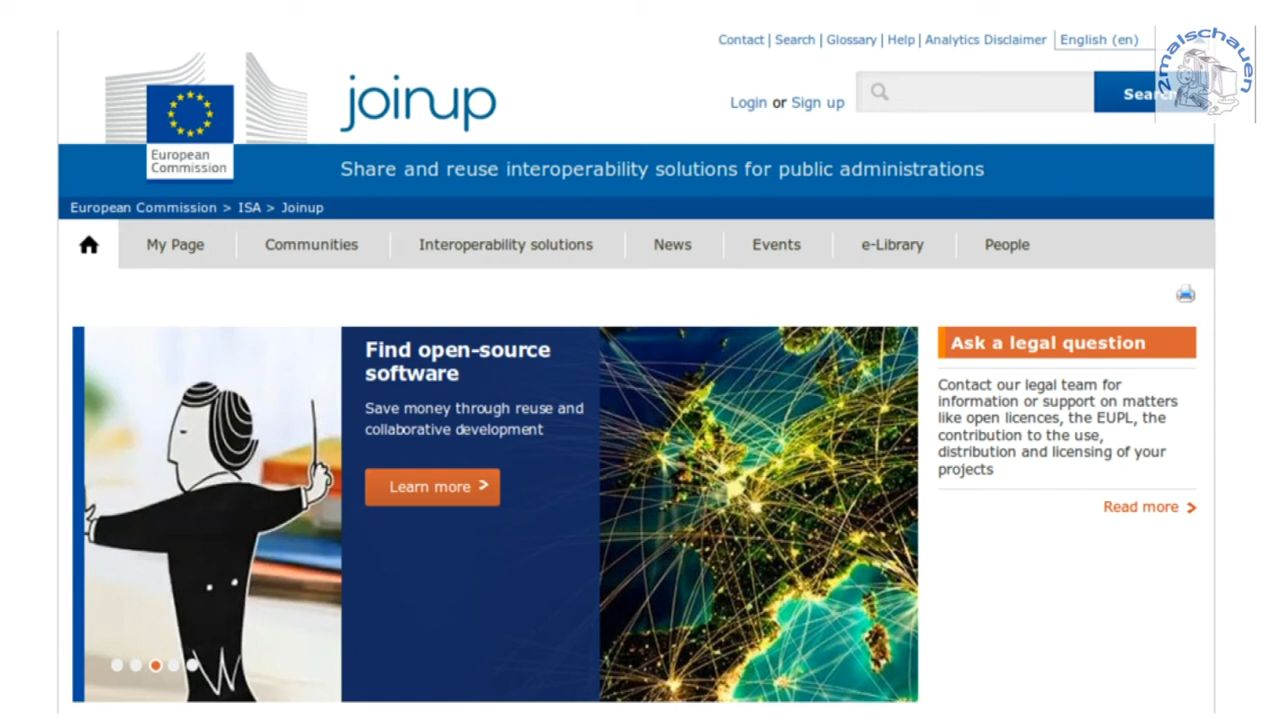 Contact | Search | Glossary | Help | Analytics Disclaimer English (en)
2malschauen
joinup
Login or Sign up
Search
European
Commission
Share and reuse interoperability solutions for public administrations
European Commission > ISA > Joinup
My Page Communities Interoperability solutions News Events e-Library People
Find open-source
software
Save money through reuse and
collaborative development
Learn more >
Ask a legal question
Contact our legal team for
information or support on matters
like open licences, the EUPL, the
contribution to the use,
distribution and licensing of your
projects
Read more >